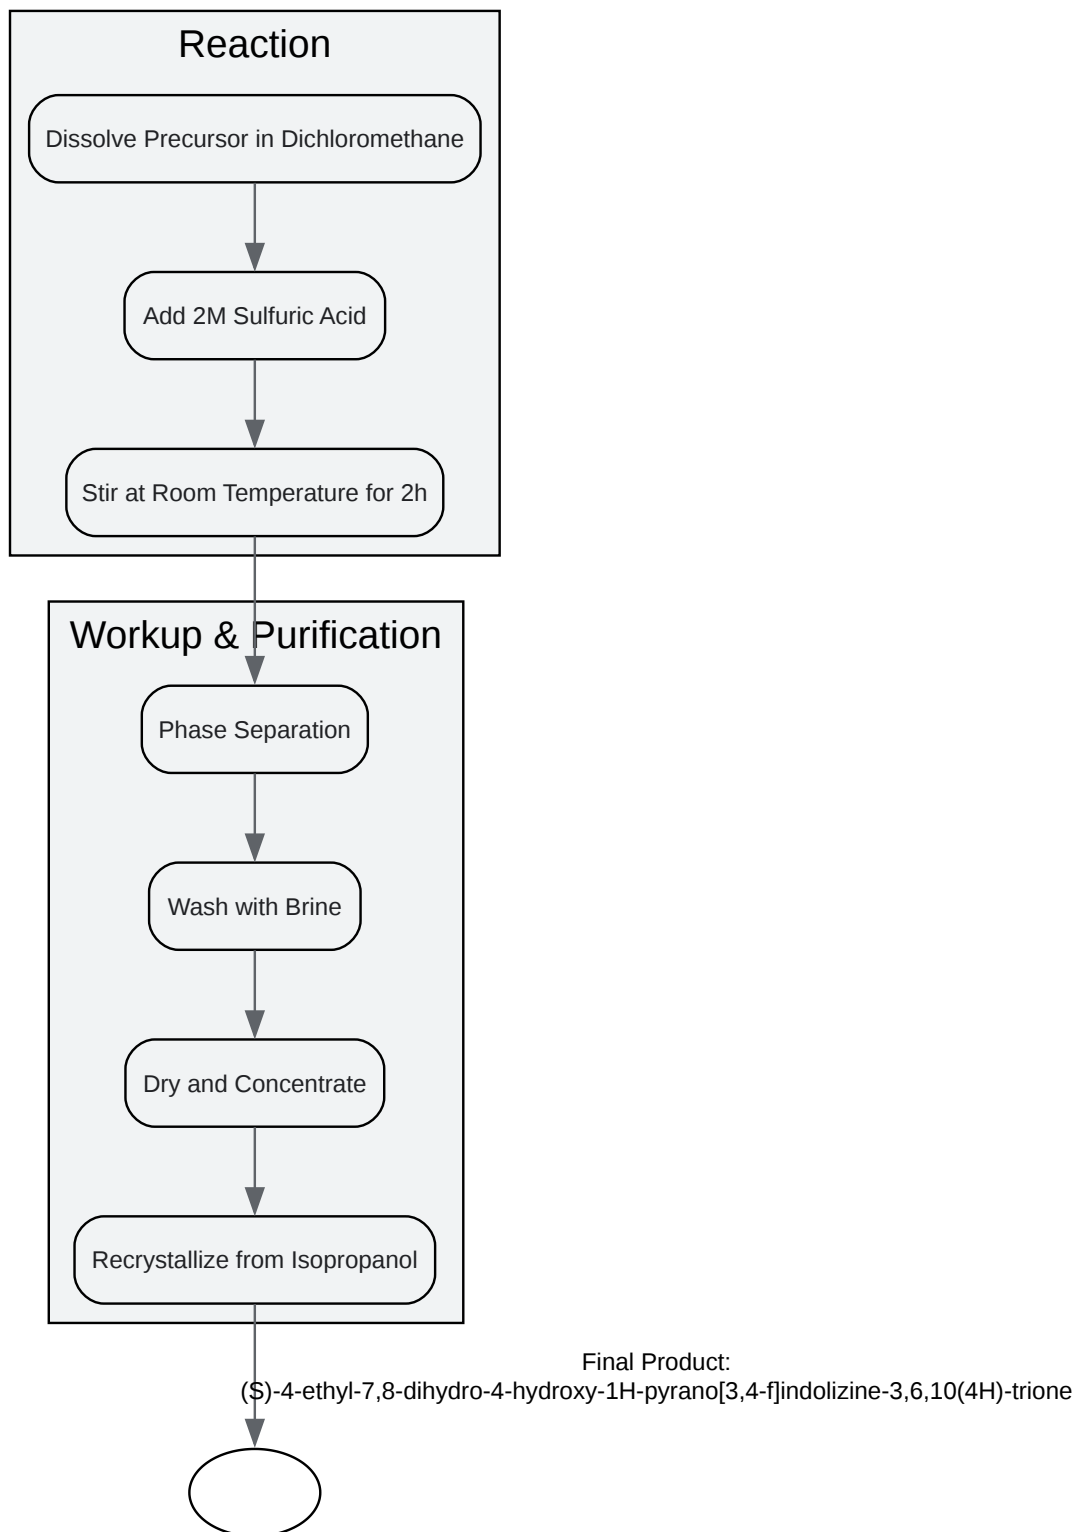 Reaction
Dissolve Precursor in Dichloromethane
Add 2M Sulfuric Acid
Stir at Room Temperature for 2h
Workup & Purification
Phase Separation
Wash with Brine
Dry and Concentrate
Recrystallize from Isopropanol
Final Product:
(S)-4-ethyl-7,8-dihydro-4-hydroxy-1H-pyrano[3,4-f]indolizine-3,6,10(4H)-trione